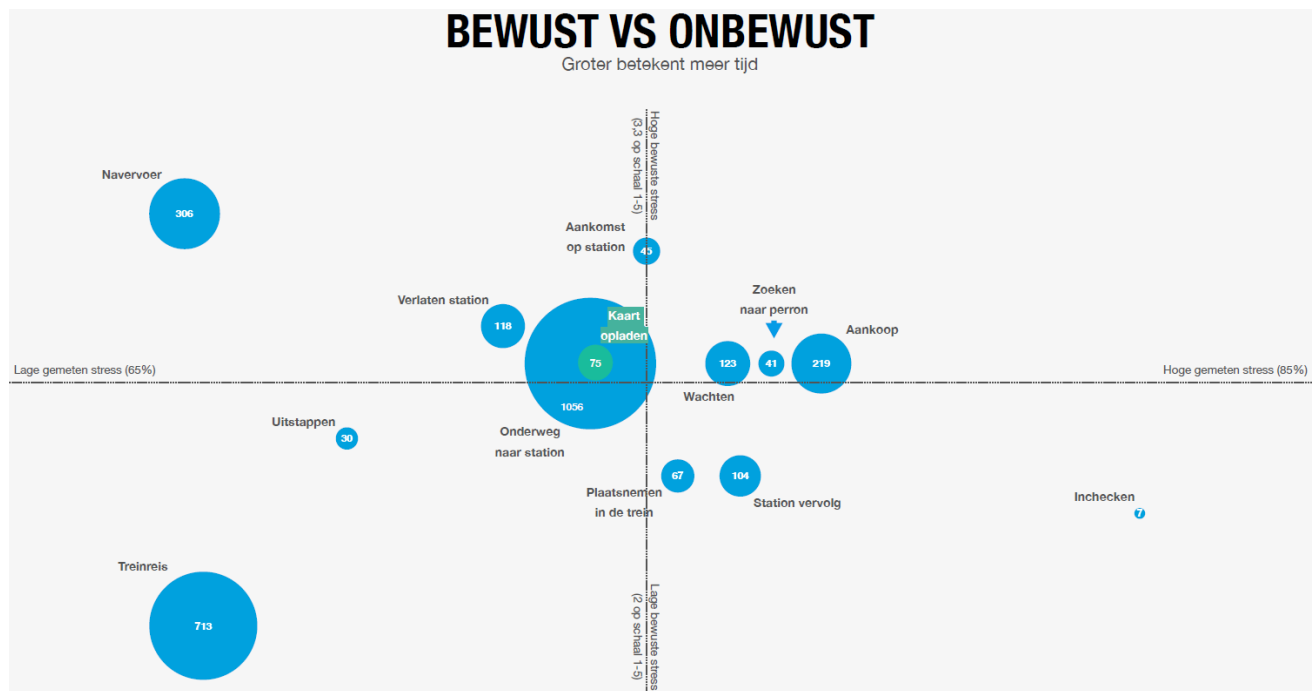 BEWUST VS ONBEWUST
Groter betekent meer tijd
Hoge bewuste stress
(3,3 op schaal 1-5)
Navervoer
306
Aankomst
op station
45
Verlaten station
118
Kaart
opladen
75
1056
Onderweg
naar station
Zoeken
naar perron
41
Aankoop
219
123
Wachten
Lage gemeten stress (65%)
Hoge gemeten stress (85%)
Uitstappen
30
67
Plaatsnemen
in de trein
104
Station vervolg
Inchecken
7
Treinreis
713
Lage bewuste stress
(2 op schaal 1-5)